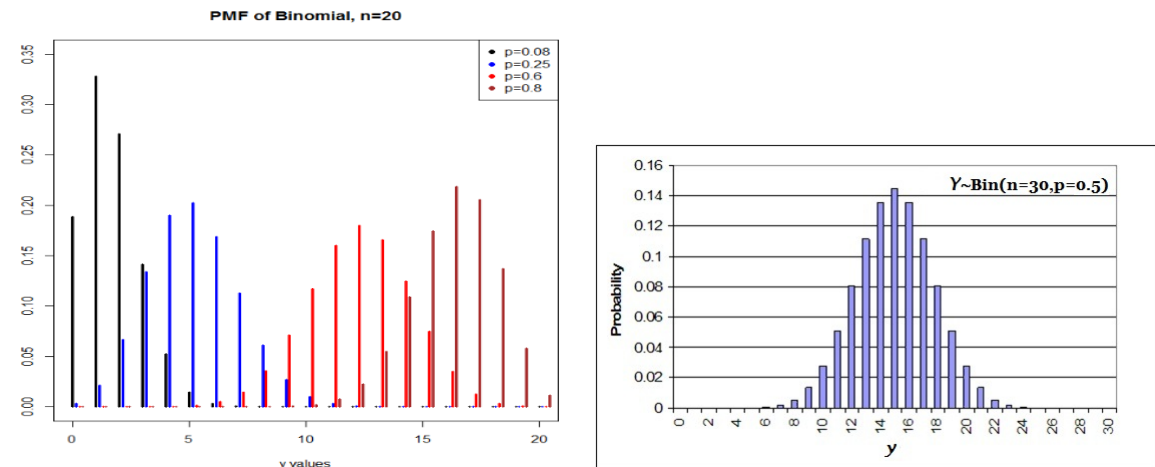 PMF of Binomial, n=20
0.35
0.30
0.25
0.20
0.15
0.10
0.05
0.00
p=0.08
p=0.25
p=0.6
p=0.8
0 5 10 15 20
y values
Y~Bin(n=30,p=0.5)
Probability
0.16
0.14
0.12
0.1
0.08
0.06
0.04
0.02
0
0 2 4 6 8 10 12 14 16 18 20 22 24 26 28 30
y